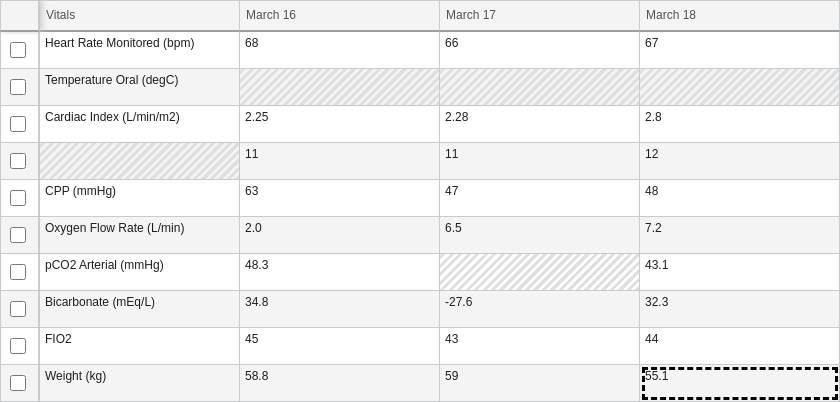 Vitals March 16 March 17 March 18
Heart Rate Monitored (bpm) 68 66 67
Temperature Oral (degC)
Cardiac Index (L/min/m2) 2.25 2.28 2.8
11 11 12
CPP (mmHg) 63 47 48
Oxygen Flow Rate (L/min) 2.0 6.5 7.2
pCO2 Arterial (mmHg) 48.3 43.1
Bicarbonate (mEq/L) 34.8 -27.6 32.3
FIO2 45 43 44
Weight (kg) 58.8 59 55.1